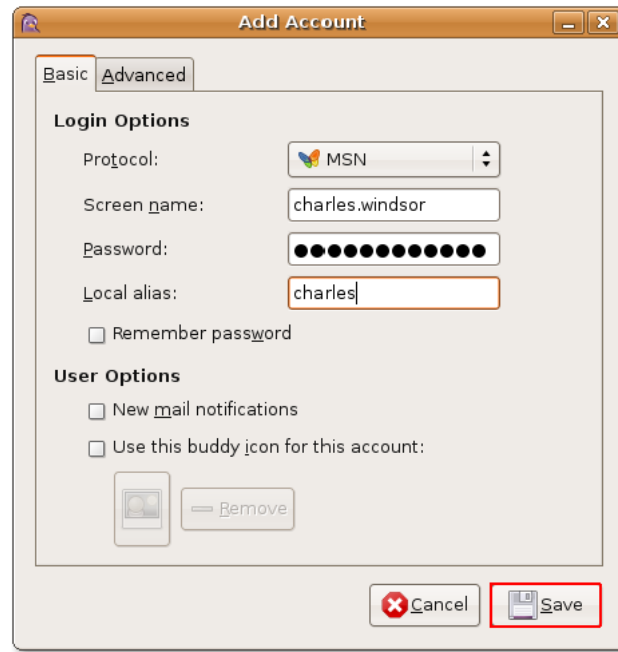 Add Account
Basic Advanced
Login Options
Protocol: MSN
Screen name: charles.windsor
Password: ●●●●●●●●●●●●
Local alias: charles
Remember password
User Options
New mail notifications
Use this buddy icon for this account:
Remove
Cancel Save